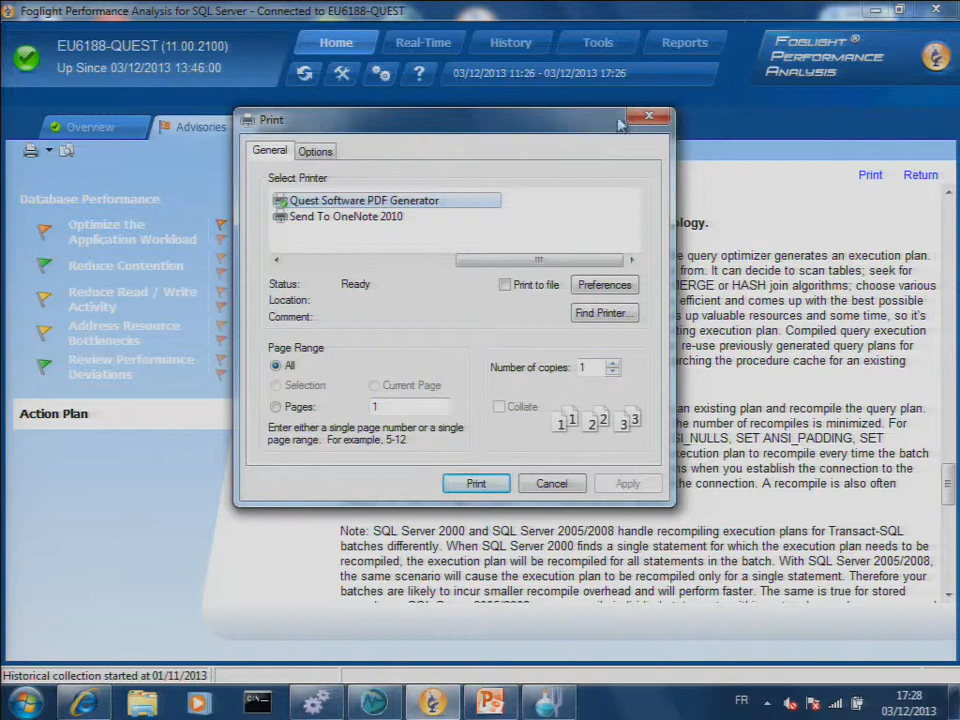 Foglight Performance Analysis for SQL Server - Connected to EU6188-QUEST
EU6188-QUEST (11.00.2100)
Up Since 03/12/2013 13:46:00
Home
Real-Time
History
Tools
Reports
?
03/12/2013 11:26 - 03/12/2013 17:26
FOGLIGHT ®
PERFORMANCE
ANALYSIS
Overview
Advisories
Print
Return
Database Performance
Optimize the
Application Workload
Reduce Contention
Reduce Read / Write
Activity
Address Resource
Bottlenecks
Review Performance
Deviations
Action Plan
Print
General
Options
Select Printer
Quest Software PDF Generator
Send To OneNote 2010
Status:
Ready
Location:
Comment:
Print to file
Preferences
Find Printer...
Page Range
All
Selection
Current Page
Pages:
1
Enter either a single page number or a single
page range. For example, 5-12
Number of copies:
1
Collate
1 1 2 2 3 3
Print
Cancel
Apply
ology.
e query optimizer generates an execution plan.
from. It can decide to scan tables; seek for
ERGE or HASH join algorithms; choose various
efficient and comes up with the best possible
s up valuable resources and some time, so it's
ting execution plan. Compiled query execution
re-use previously generated query plans for
rching the procedure cache for an existing
an existing plan and recompile the query plan.
the number of recompiles is minimized. For
SI_NULLS, SET ANSI_PADDING, SET
xecution plan to recompile every time the batch
ns when you establish the connection to the
the connection. A recompile is also often
Note: SQL Server 2000 and SQL Server 2005/2008 handle recompiling execution plans for Transact-SQL
batches differently. When SQL Server 2000 finds a single statement for which the execution plan needs to be
recompiled, the execution plan will be recompiled for all statements in the batch. With SQL Server 2005/2008,
the same scenario will cause the execution plan to be recompiled only for a single statement. Therefore your
batches are likely to incur smaller recompile overhead and will perform faster. The same is true for stored
Historical collection started at 01/11/2013
FR
17:28
03/12/2013